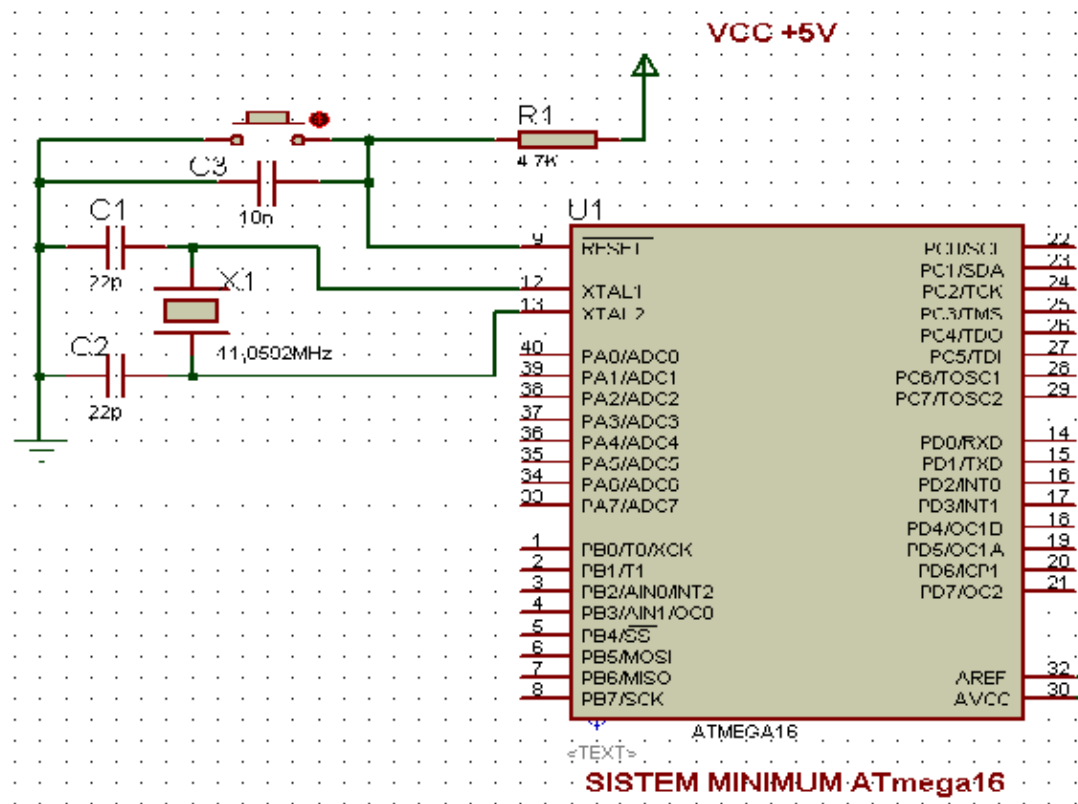 VCC +5V
R1
4.7K
C3
10n
C1
22p
X1
11,0592MHz
C2
22p
U1
9 RESET
12 XTAL1
13 XTAL2
40 PA0/ADC0
39 PA1/ADC1
38 PA2/ADC2
37 PA3/ADC3
36 PA4/ADC4
35 PA5/ADC5
34 PA6/ADC6
33 PA7/ADC7
1 PB0/T0/XCK
2 PB1/T1
3 PB2/AIN0/INT2
4 PB3/AIN1/OC0
5 PB4/SS
6 PB5/MOSI
7 PB6/MISO
8 PB7/SCK
PC0/SCL 22
PC1/SDA 23
PC2/TCK 24
PC3/TMS 25
PC4/TDO 26
PC5/TDI 27
PC6/TOSC1 28
PC7/TOSC2 29
PD0/RXD 14
PD1/TXD 15
PD2/INT0 16
PD3/INT1 17
PD4/OC1B 18
PD5/OC1A 19
PD6/ICP1 20
PD7/OC2 21
AREF 32
AVCC 30
ATMEGA16
<TEXT>
SISTEM MINIMUM ATmega16